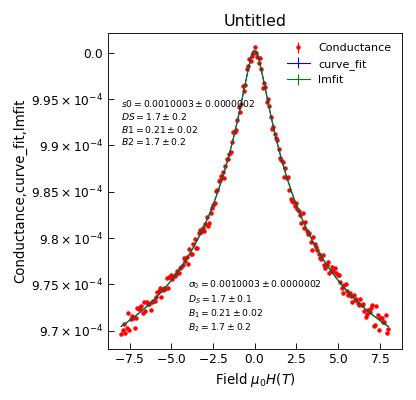 Untitled
Conductance
curve_fit
lmfit
0.0
9.95 × 10⁻⁴
9.9 × 10⁻⁴
9.85 × 10⁻⁴
9.8 × 10⁻⁴
9.75 × 10⁻⁴
9.7 × 10⁻⁴
Conductance,curve_fit,lmfit
s0 = 0.0010003 ± 0.0000002
DS = 1.7 ± 0.2
B1 = 0.21 ± 0.02
B2 = 1.7 ± 0.2
σ₀ = 0.0010003 ± 0.0000002
D_S = 1.7 ± 0.1
B₁ = 0.21 ± 0.02
B₂ = 1.7 ± 0.2
−7.5 −5.0 −2.5 0.0 2.5 5.0 7.5
Field μ₀H(T)